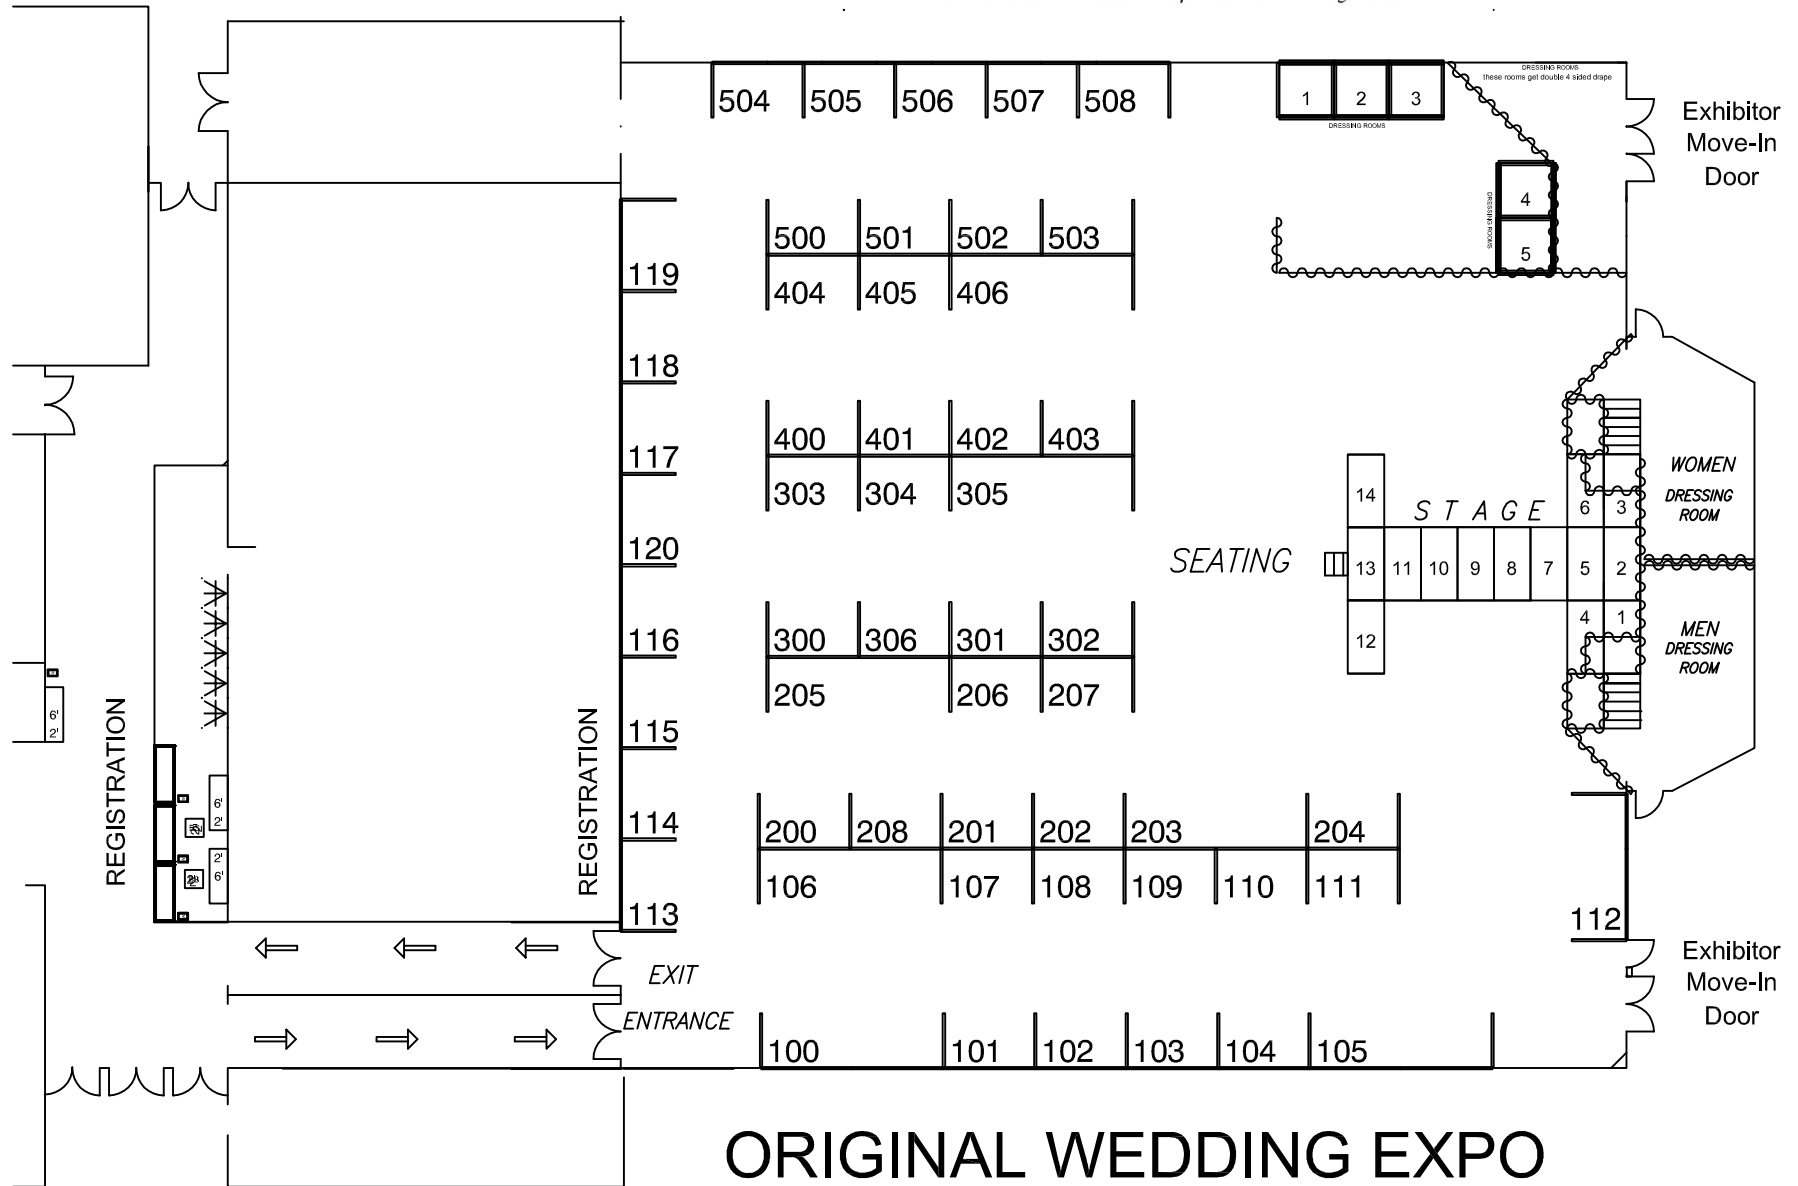 DRESSING ROOMS
these rooms get double 4 sided drape
504 505 506 507 508
1 2 3
DRESSING ROOMS
Exhibitor
Move-In
Door
4
5
DRESSING ROOMS
500 501 502 503
404 405 406
119
118
117
120
116
115
114
113
400 401 402 403
303 304 305
300 306 301 302
205 206 207
200 208 201 202 203 204
106 107 108 109 110 111
112
SEATING
STAGE
14
13 11 10 9 8 7 5 2
12
6 3
4 1
WOMEN
DRESSING
ROOM
MEN
DRESSING
ROOM
REGISTRATION
REGISTRATION
6'
2'
6'
2'
2'
6'
EXIT
ENTRANCE
100 101 102 103 104 105
Exhibitor
Move-In
Door
ORIGINAL WEDDING EXPO